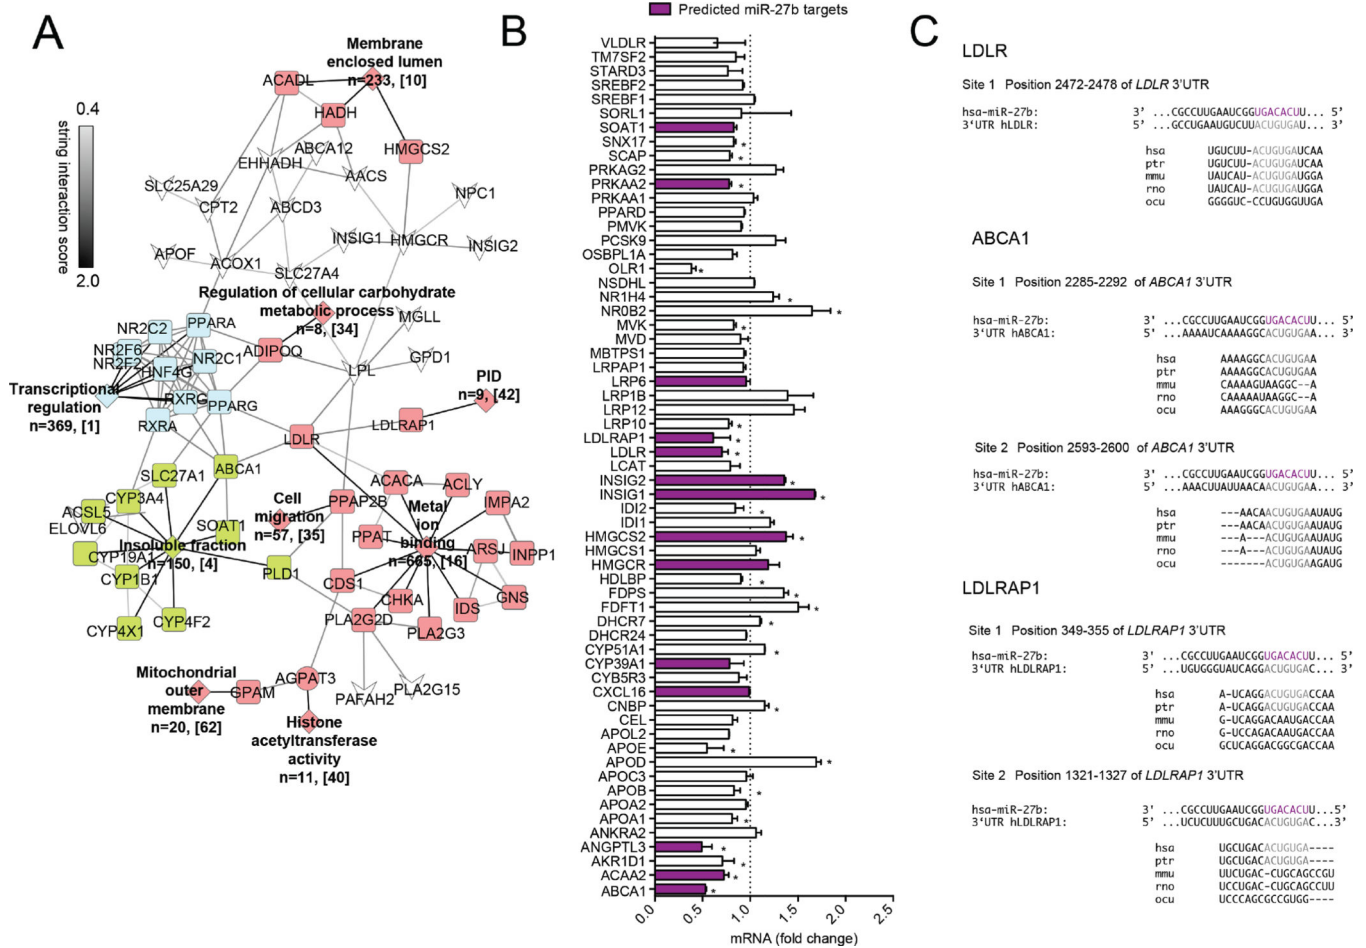 A
0.4
string interaction score
2.0
Membrane
enclosed lumen
n=233, [10]
ACADL
HADH
ABCA12
HMGCS2
EHHADH
AACS
SLC25A29
NPC1
CPT2
ABCD3
INSIG1
HMGCR
INSIG2
APOF
ACOX1
SLC27A4
Regulation of cellular carbohydrate
metabolic process
n=8, [34]
MGLL
PPARA
NR2C2
NR2F6
NR2F2
NR2C1
HNF4G
ADIPOQ
GPD1
LPL
Transcriptional
regulation
n=369, [1]
RXRG
PPARG
RXRA
PID
n=9, [42]
LDLRAP1
LDLR
ABCA1
SLC27A1
CYP3A4
ACSL5
ELOVL6
SOAT1
Insoluble fraction
n=150, [4]
CYP19A1
CYP1B1
CYP4X1
CYP4F2
PLD1
Cell
migration
n=57, [35]
PPAP2B
ACACA
ACLY
IMPA2
Metal
ion
binding
n=665, [16]
PPAT
ARSJ
INPP1
CDS1
CHKA
IDS
GNS
PLA2G2D
PLA2G3
Mitochondrial
outer
membrane
n=20, [62]
GPAM
AGPAT3
PAFAH2
PLA2G15
Histone
acetyltransferase
activity
n=11, [40]
B
Predicted miR-27b targets
VLDLR
TM7SF2
STARD3
SREBF2
SREBF1
SORL1
SOAT1
SNX17 *
SCAP *
PRKAG2
PRKAA2 *
PRKAA1
PPARD
PMVK
PCSK9
OSBPL1A
OLR1 *
NSDHL
NR1H4 *
NR0B2 *
MVK *
MVD
MBTPS1
LRPAP1
LRP6
LRP1B
LRP12
LRP10 *
LDLRAP1 *
LDLR *
LCAT
INSIG2 *
INSIG1 *
IDI2 *
IDI1
HMGCS2 *
HMGCS1
HMGCR
HDLBP *
FDPS *
FDFT1 *
DHCR7 *
DHCR24
CYP51A1 *
CYP39A1
CYB5R3
CXCL16
CNBP *
CEL
APOL2
APOE *
APOD *
APOC3
APOB *
APOA2
APOA1 *
ANKRA2
ANGPTL3 *
AKR1D1 *
ACAA2 *
ABCA1 *
0.0 0.5 1.0 1.5 2.0 2.5
mRNA (fold change)
C
LDLR
Site 1 Position 2472-2478 of LDLR 3'UTR
hsa-miR-27b: 3' ...CGCCUUGAAUCGGUGACACUU... 5'
3'UTR hLDLR: 5' ...GCCUGAAUGUCUUACUGUGAU... 3'
hsa UGUCUU-ACUGUGAUCAA
ptr UGUCUU-ACUGUGAUCAA
mmu UAUCAU-ACUGUGAUGGA
rno UAUCAU-ACUGUGAUGGA
ocu GGGGUC-CCUGUGGUUGA
ABCA1
Site 1 Position 2285-2292 of ABCA1 3'UTR
hsa-miR-27b: 3' ...CGCCUUGAAUCGGUGACACUU... 5'
3'UTR hABCA1: 5' ...AAAAUCAAAAGGCACUGUGAA... 3'
hsa AAAAGGCACUGUGAA
ptr AAAAGGCACUGUGAA
mmu CAAAAGUAAGGC--A
rno CAAAAAUAAGGC--A
ocu AAAGGGCACUGUGAA
Site 2 Position 2593-2600 of ABCA1 3'UTR
hsa-miR-27b: 3' ...CGCCUUGAAUCGGUGACACUU... 5'
3'UTR hABCA1: 5' ...AAACUUAUUAACAACUGUGAA... 3'
hsa ---AACAACUGUGAAUAUG
ptr ---AACAACUGUGAAUAUG
mmu ---A---ACUGUGAAUAUG
rno ---A---ACUGUGAAUAUG
ocu -------ACUGUGAAGAUG
LDLRAP1
Site 1 Position 349-355 of LDLRAP1 3'UTR
hsa-miR-27b: 3' ...CGCCUUGAAUCGGUGACACUU... 5'
3'UTR hLDLRAP1: 5' ...UGUGGGUAUCAGGACUGUGAC... 3'
hsa A-UCAGGACUGUGACCAA
ptr A-UCAGGACUGUGACCAA
mmu G-UCAGGACAAUGACCAA
rno G-UCCAGACAAUGACCAA
ocu GCUCAGGACGGCGACCAA
Site 2 Position 1321-1327 of LDLRAP1 3'UTR
hsa-miR-27b: 3' ...CGCCUUGAAUCGGUGACACUU...5'
3'UTR hLDLRAP1: 5' ...UCUCUUUGCUGACACUGUGAC...3'
hsa UGCUGACACUGUGA----
ptr UGCUGACACUGUGA----
mmu UUCUGAC-CUGCAGCCGU
rno UCCUGAC-CUGCAGCCUU
ocu UCCCAGCGCCGUGG----